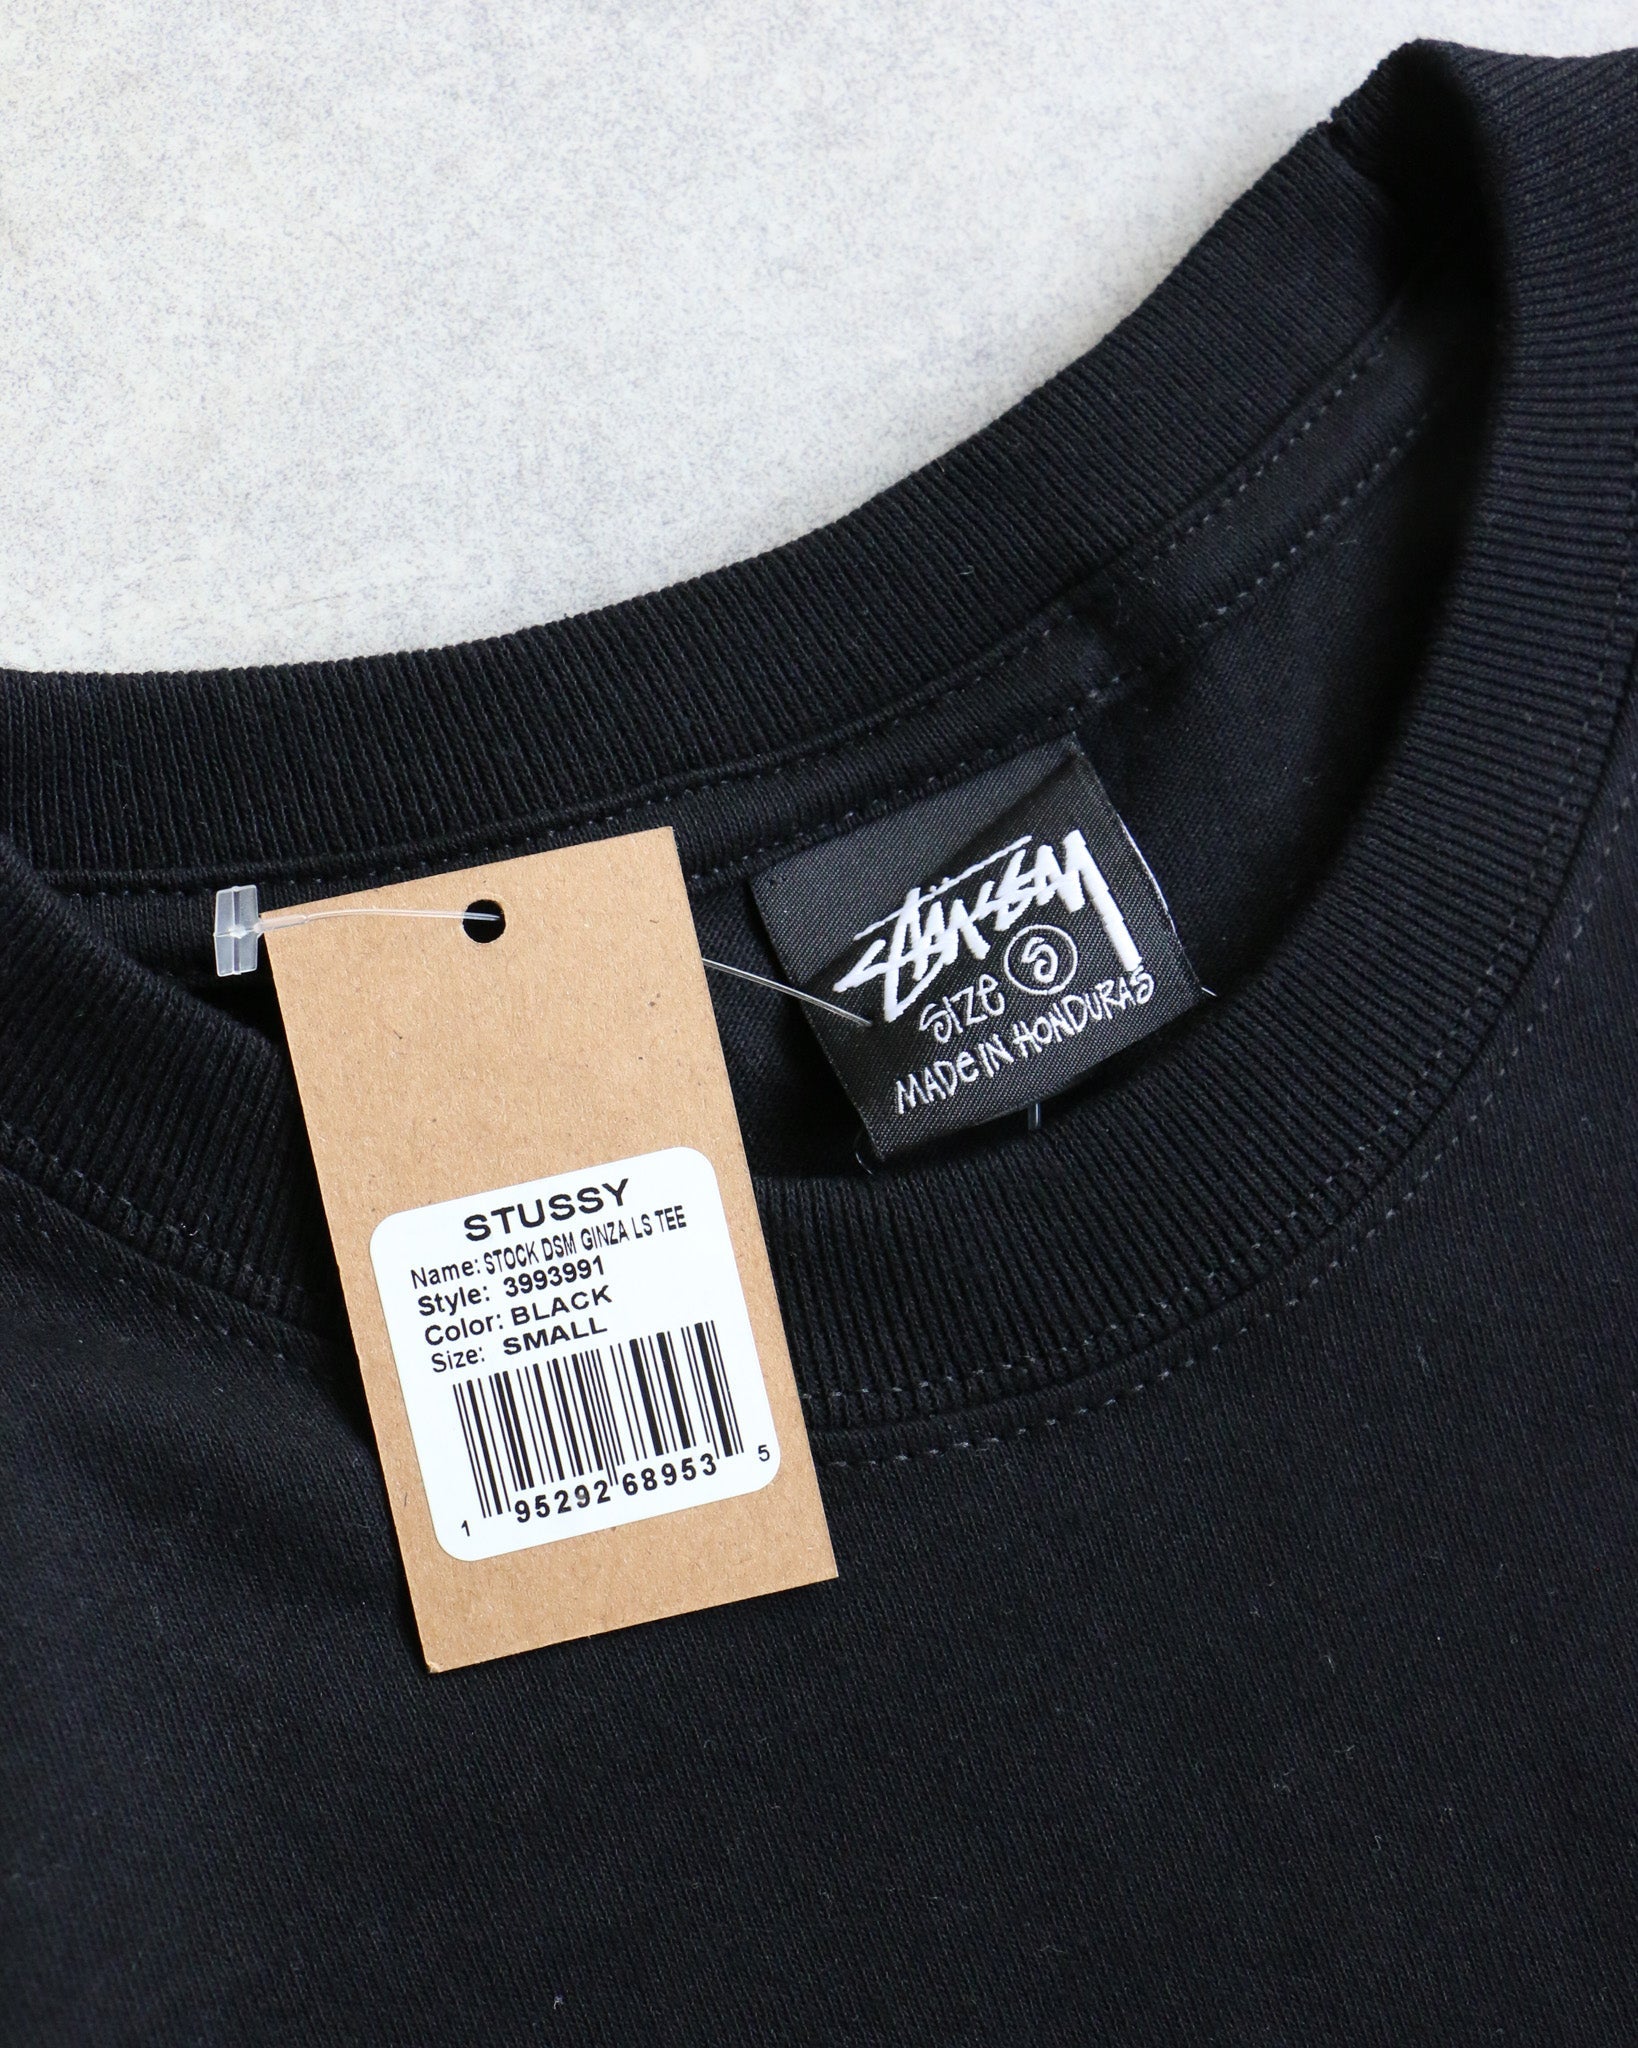 STÜSSY
SIZE S
MADE IN HONDURAS
STUSSY
Name: STOCK DSM GINZA LS TEE
Style: 3993991
Color: BLACK
Size: SMALL
1 95292 68953 5